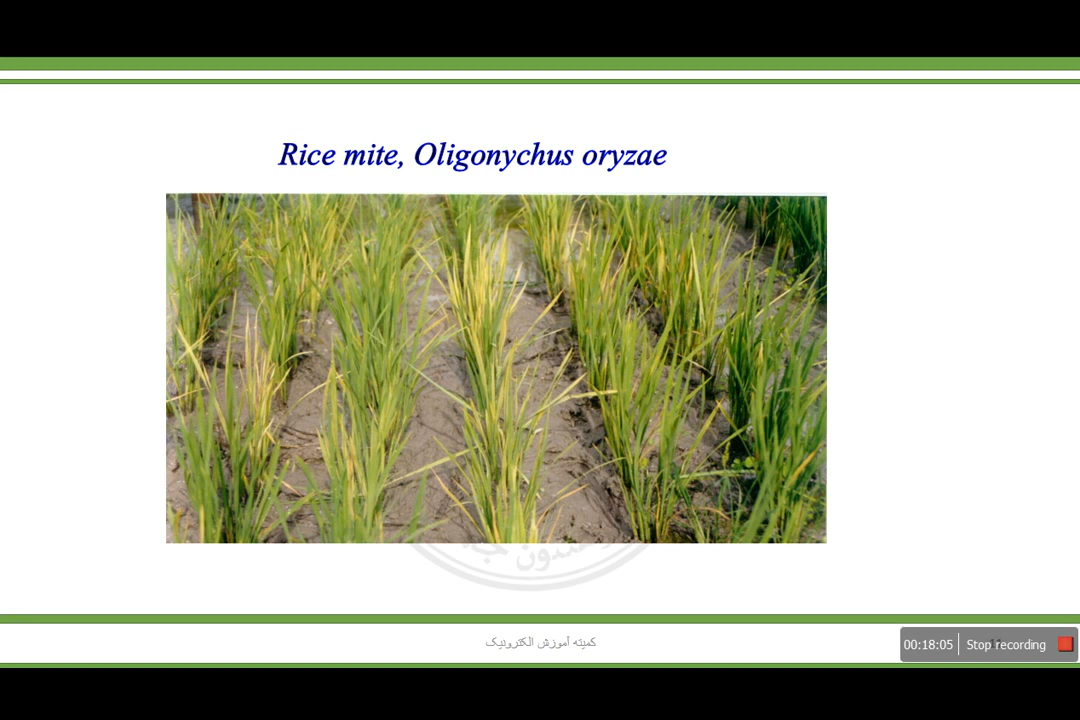 Rice mite, Oligonychus oryzae
کمیته آموزش الکترونیک
00:18:05 Stop recording